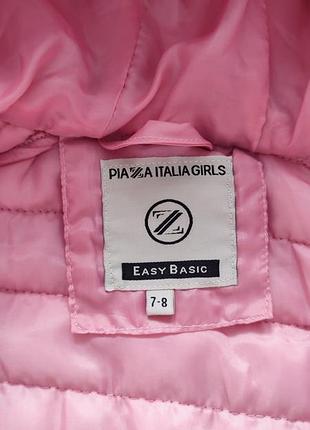 PIAZZA ITALIA GIRLS
Z
EASY BASIC
7-8